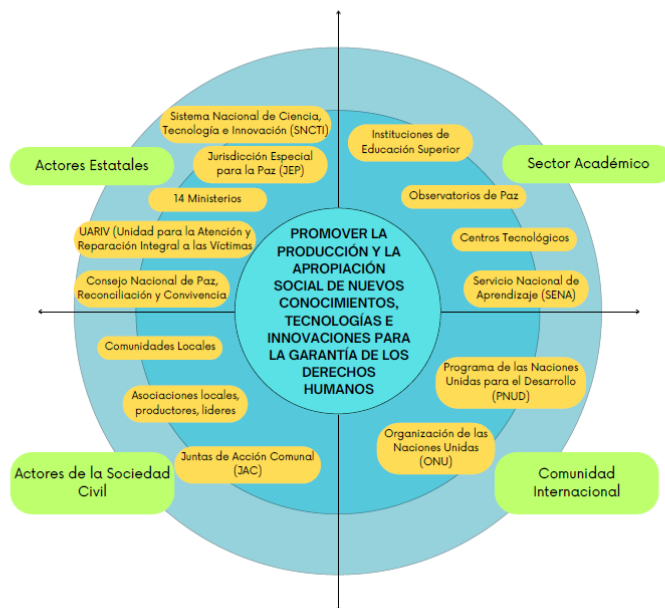 Actores Estatales
Sistema Nacional de Ciencia,
Tecnología e Innovación (SNCTI)
Jurisdicción Especial
para la Paz (JEP)
14 Ministerios
UARIV (Unidad para la Atención y
Reparación Integral a las Víctimas
Consejo Nacional de Paz,
Reconciliación y Convivencia
Sector Académico
Instituciones de
Educación Superior
Observatorios de Paz
Centros Tecnológicos
Servicio Nacional de
Aprendizaje (SENA)
PROMOVER LA
PRODUCCIÓN Y LA
APROPIACIÓN
SOCIAL DE NUEVOS
CONOCIMIENTOS,
TECNOLOGÍAS E
INNOVACIONES PARA
LA GARANTÍA DE LOS
DERECHOS
HUMANOS
Comunidades Locales
Asociaciones locales,
productores, lideres
Juntas de Acción Comunal
(JAC)
Actores de la Sociedad
Civil
Programa de las Naciones
Unidas para el Desarrollo
(PNUD)
Organización de las
Naciones Unidas
(ONU)
Comunidad
Internacional